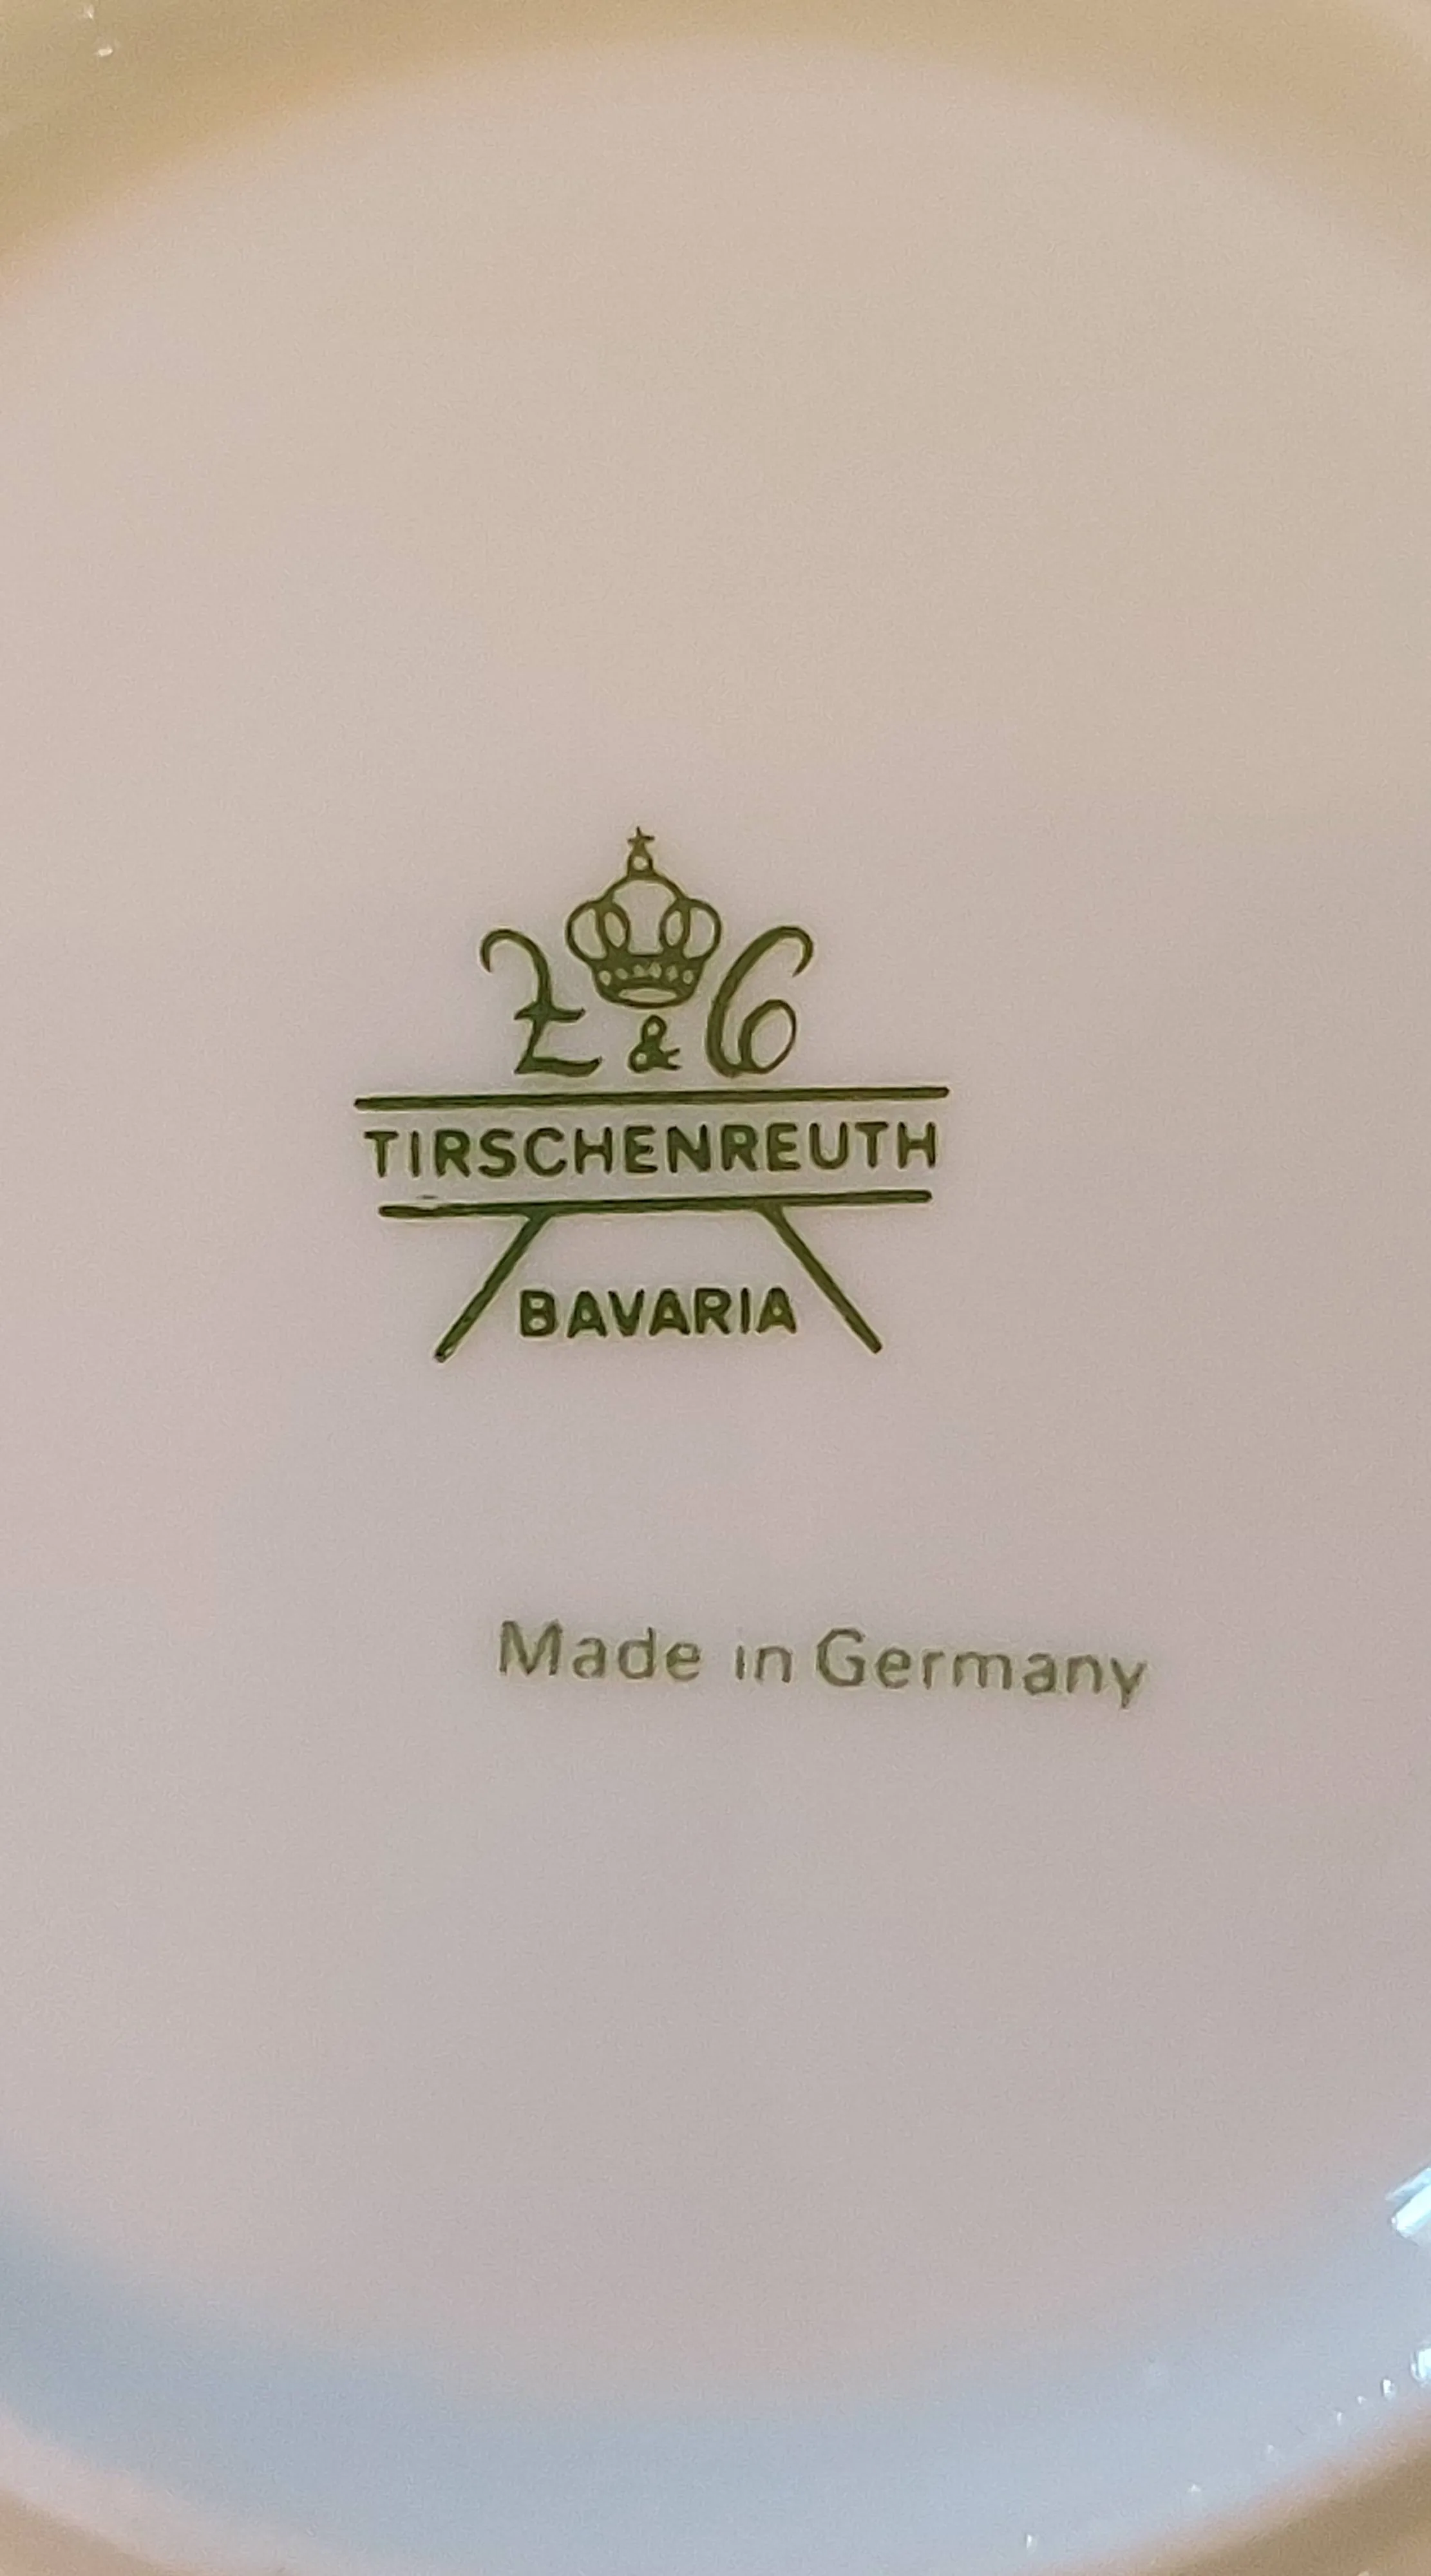 Z & C
TIRSCHENREUTH
BAVARIA
Made in Germany